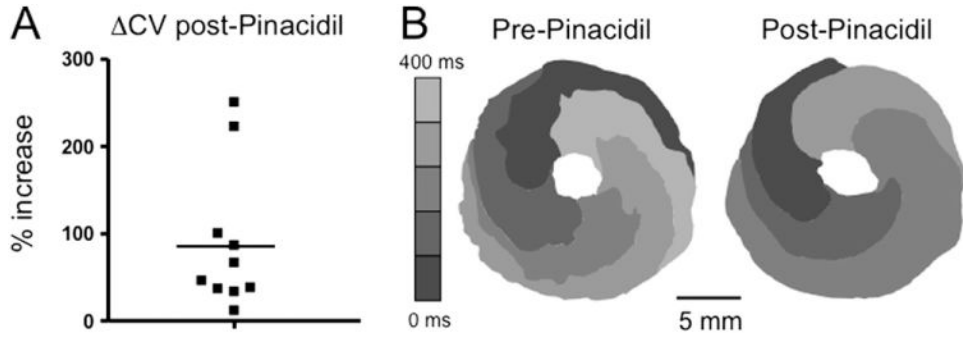 A
ΔCV post-Pinacidil
% increase
300
200
100
0
B
Pre-Pinacidil
Post-Pinacidil
400 ms
0 ms
5 mm